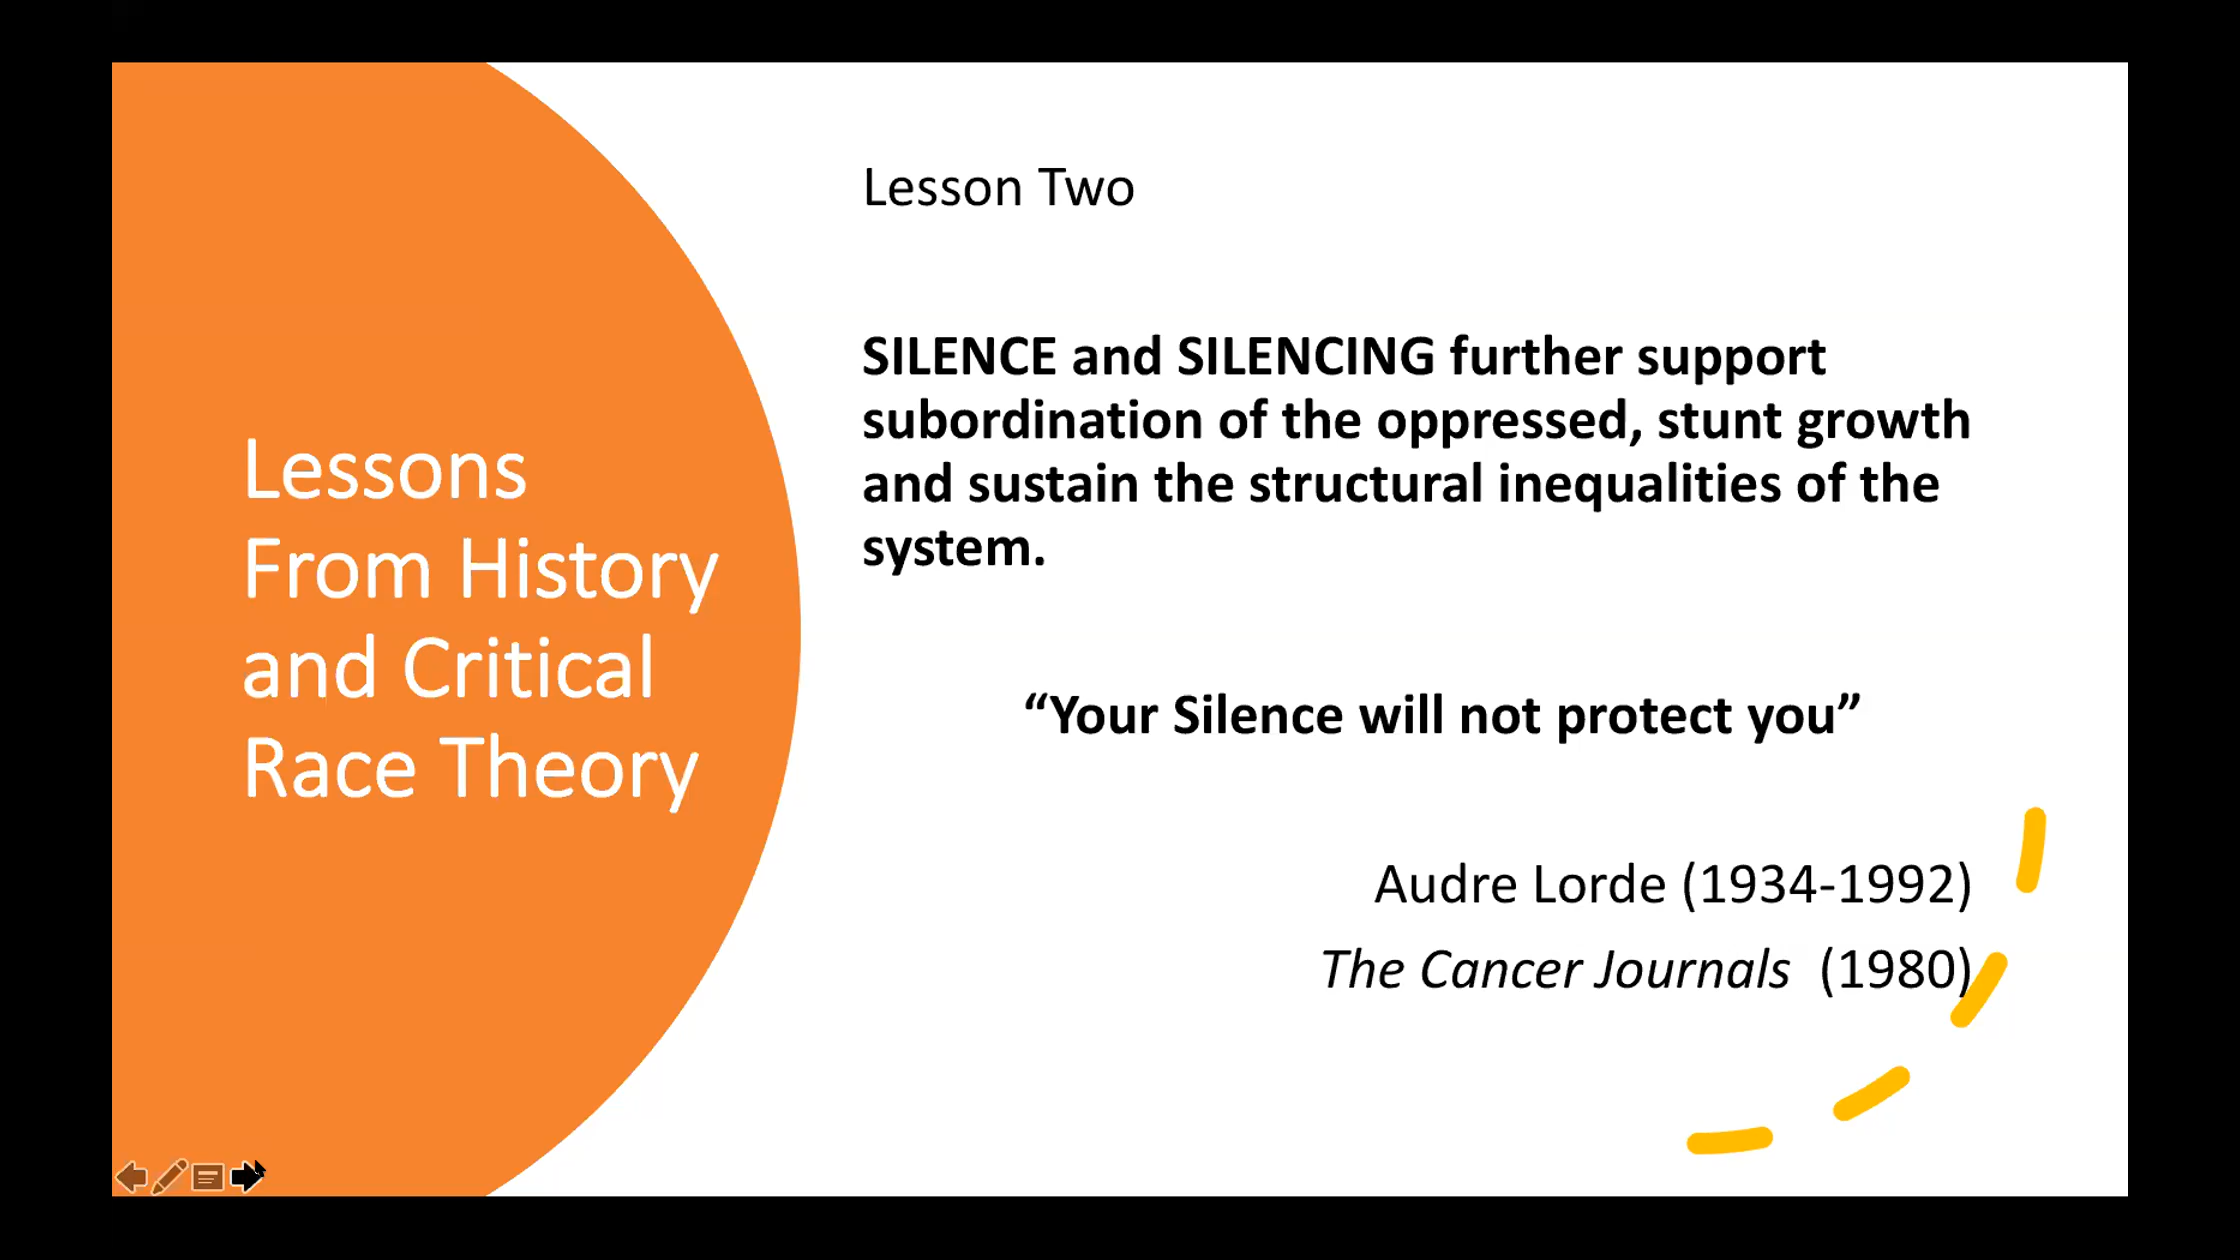 Lessons
From History
and Critical
Race Theory
Lesson Two
SILENCE and SILENCING further support
subordination of the oppressed, stunt growth
and sustain the structural inequalities of the
system.
“Your Silence will not protect you”
Audre Lorde (1934-1992)
The Cancer Journals (1980)